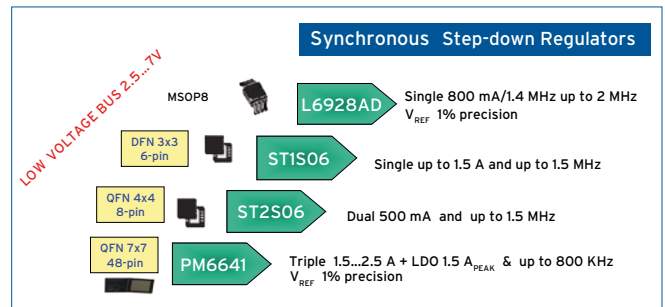 Synchronous Step-down Regulators
LOW VOLTAGE BUS 2.5...7V
MSOP8
L6928AD
Single 800 mA/1.4 MHz up to 2 MHz
VREF 1% precision
DFN 3x3
6-pin
ST1S06
Single up to 1.5 A and up to 1.5 MHz
QFN 4x4
8-pin
ST2S06
Dual 500 mA and up to 1.5 MHz
QFN 7x7
48-pin
PM6641
Triple 1.5...2.5 A + LDO 1.5 APEAK & up to 800 KHz
VREF 1% precision